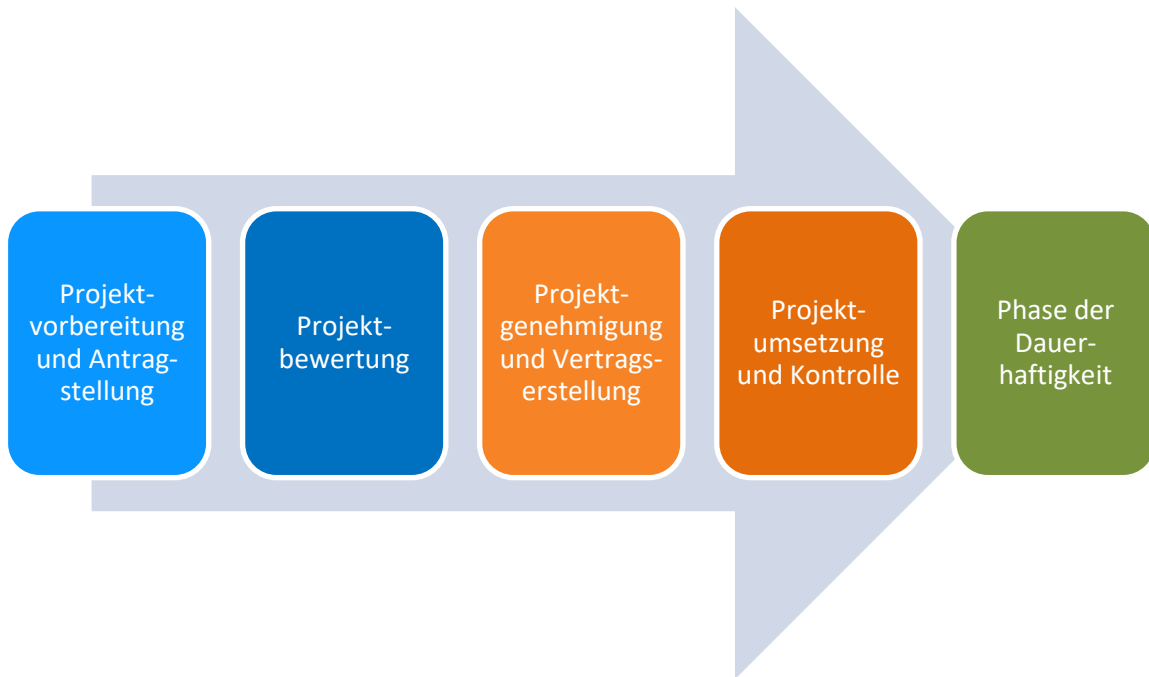 Projekt-
vorbereitung
und Antrag-
stellung
Projekt-
bewertung
Projekt-
genehmigung
und Vertrags-
erstellung
Projekt-
umsetzung
und Kontrolle
Phase der
Dauer-
haftigkeit